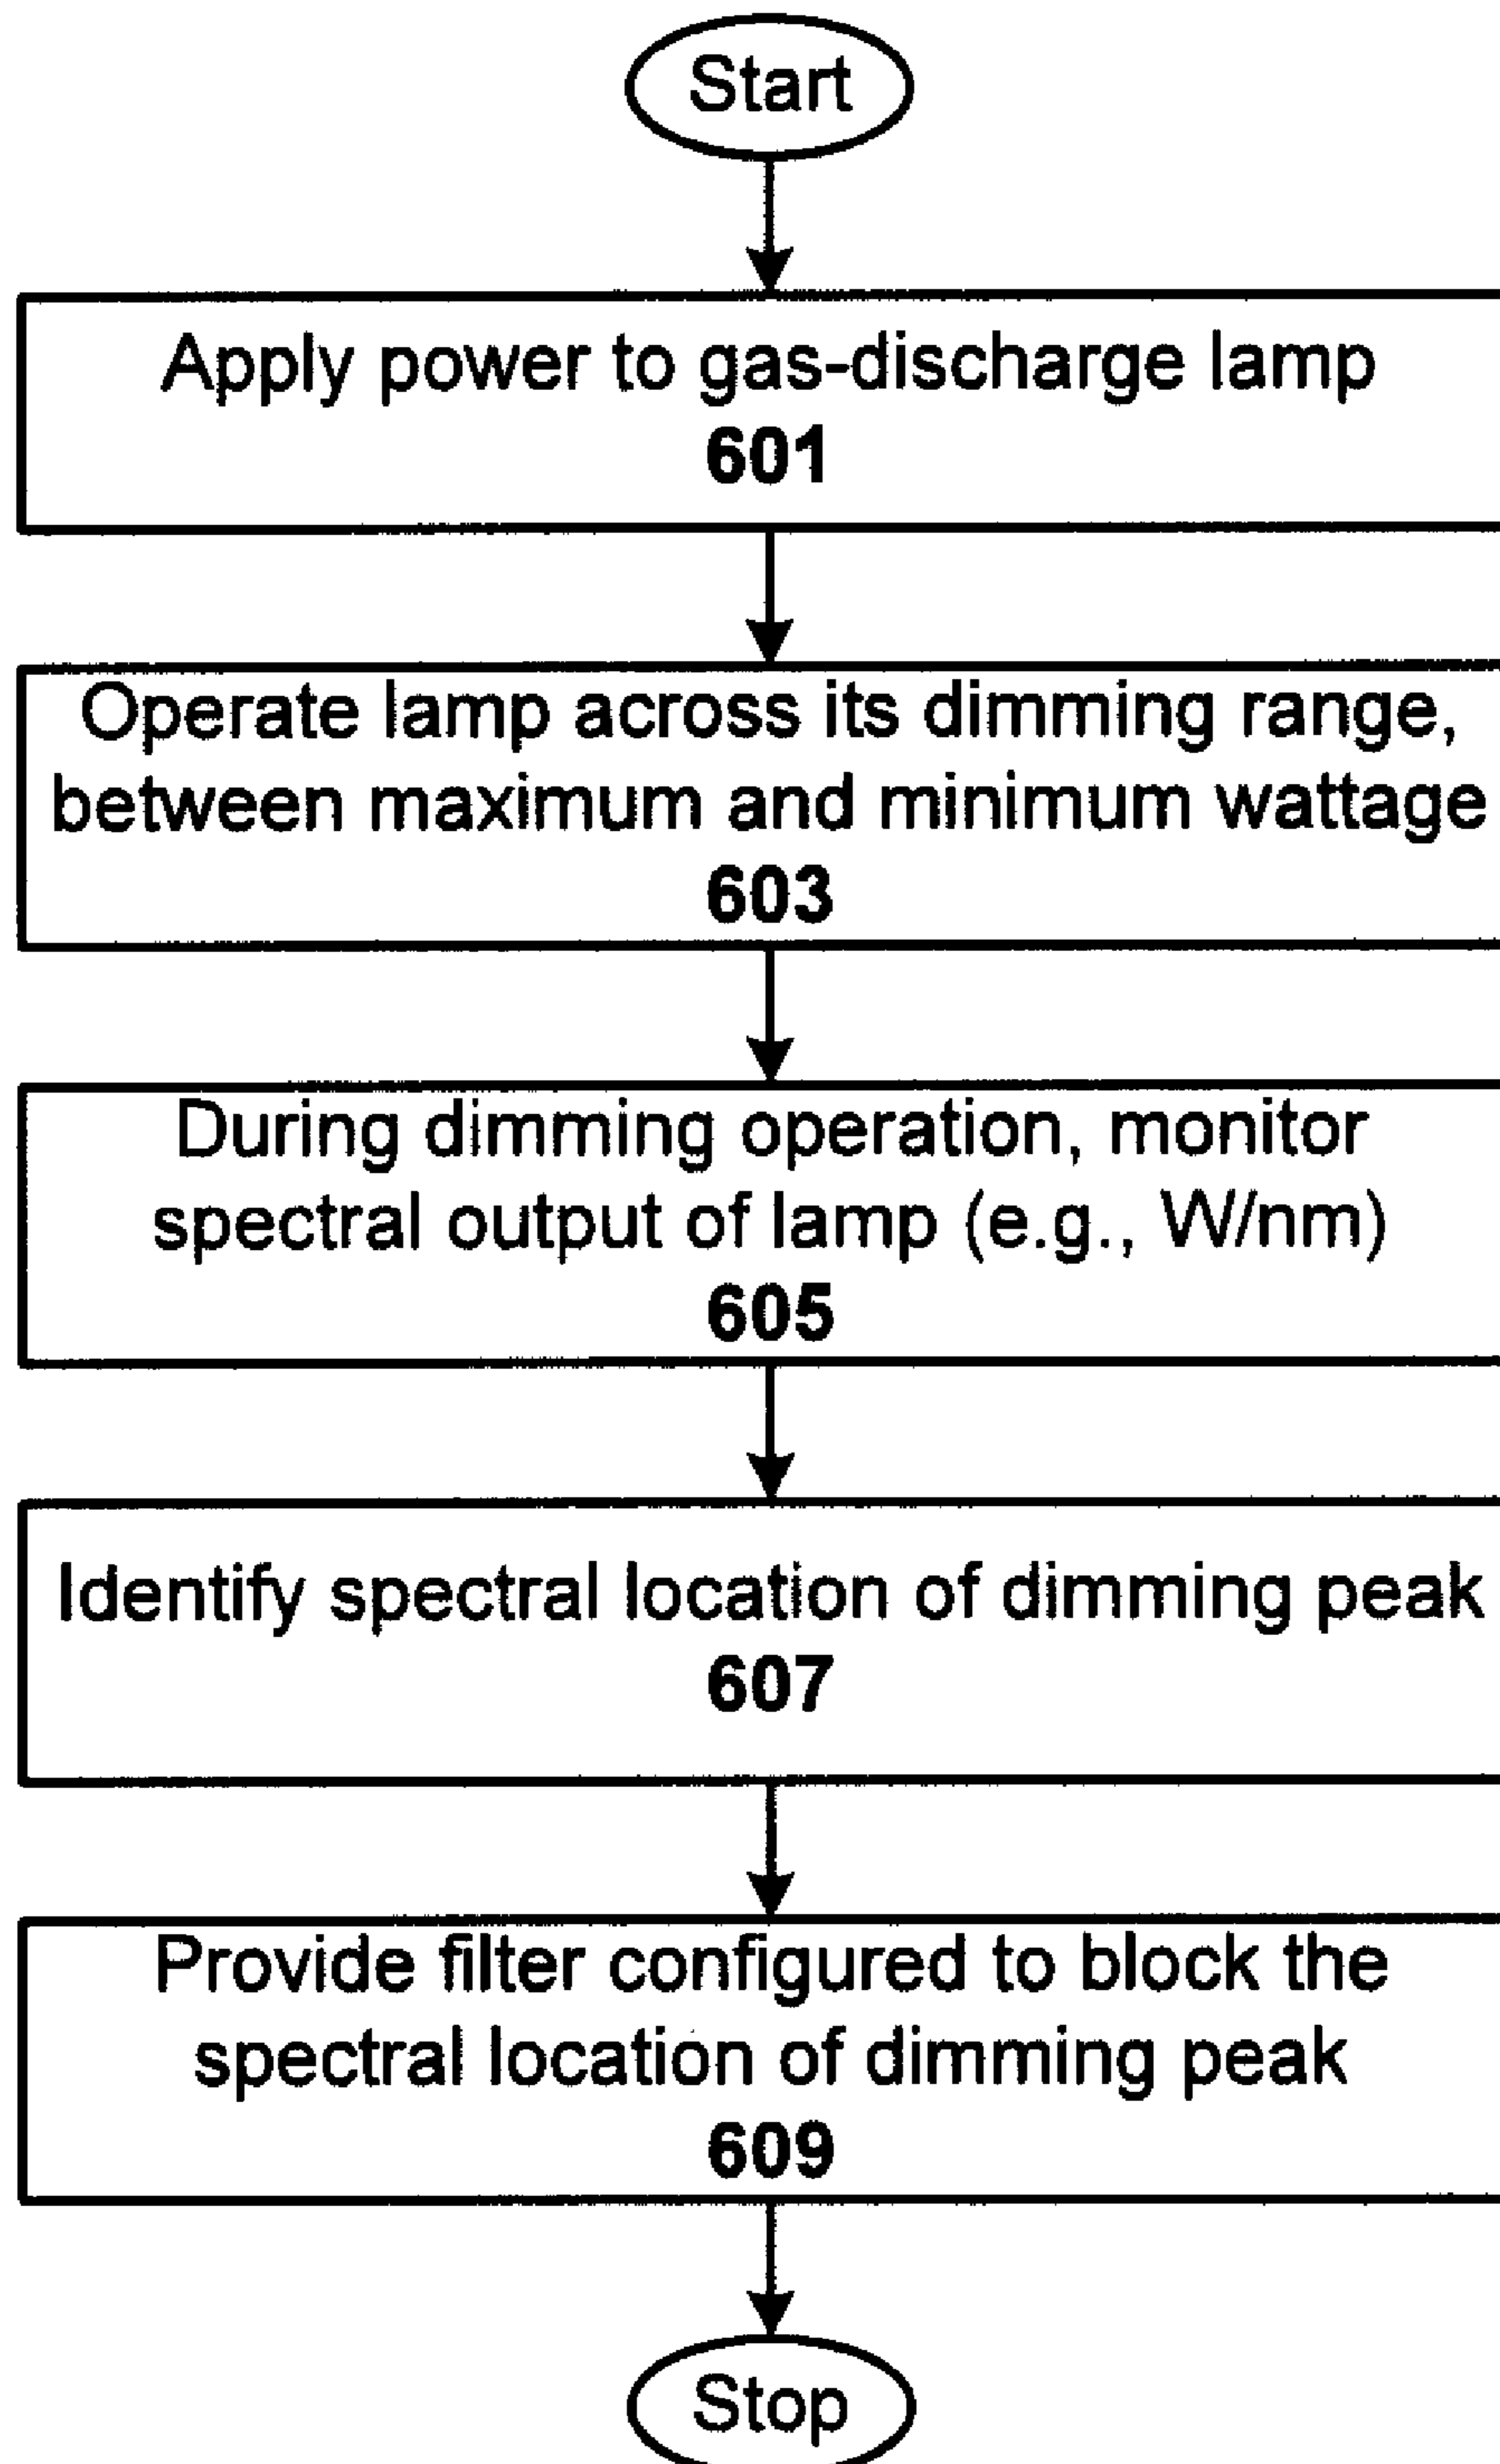 Start
Apply power to gas-discharge lamp
601
Operate lamp across its dimming range,
between maximum and minimum wattage
603
During dimming operation, monitor
spectral output of lamp (e.g., W/nm)
605
Identify spectral location of dimming peak
607
Provide filter configured to block the
spectral location of dimming peak
609
Stop